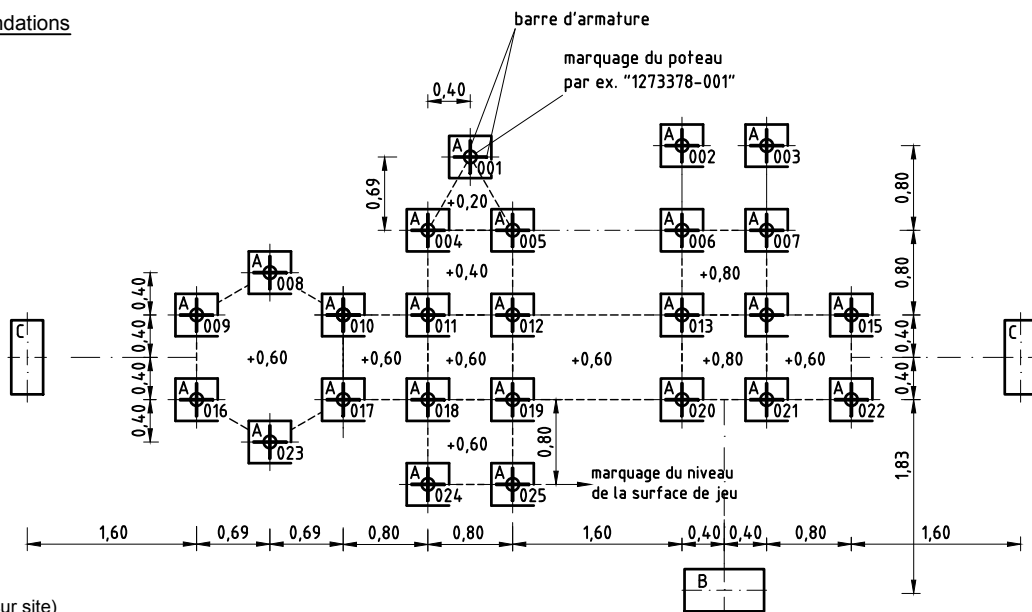 ndations
barre d'armature
marquage du poteau
par ex. "1273378-001"
0,40
A 001
A 002
A 003
0,69
+0,20
0,80
A 004
A 005
A 006
A 007
+0,40
+0,80
0,80
A 008
0,40
A 009
A 010
A 011
A 012
A 013
A
A 015
C
0,40
0,40
+0,60
+0,60
+0,60
+0,60
+0,80
+0,60
0,40
0,40
C
A 016
A 017
A 018
A 019
A 020
A 021
A 022
0,40
A 023
+0,60
0,80
marquage du niveau
de la surface de jeu
1,83
A 024
A 025
1,60
0,69
0,69
0,80
0,80
1,60
0,40
0,40
0,80
1,60
B
ur site)